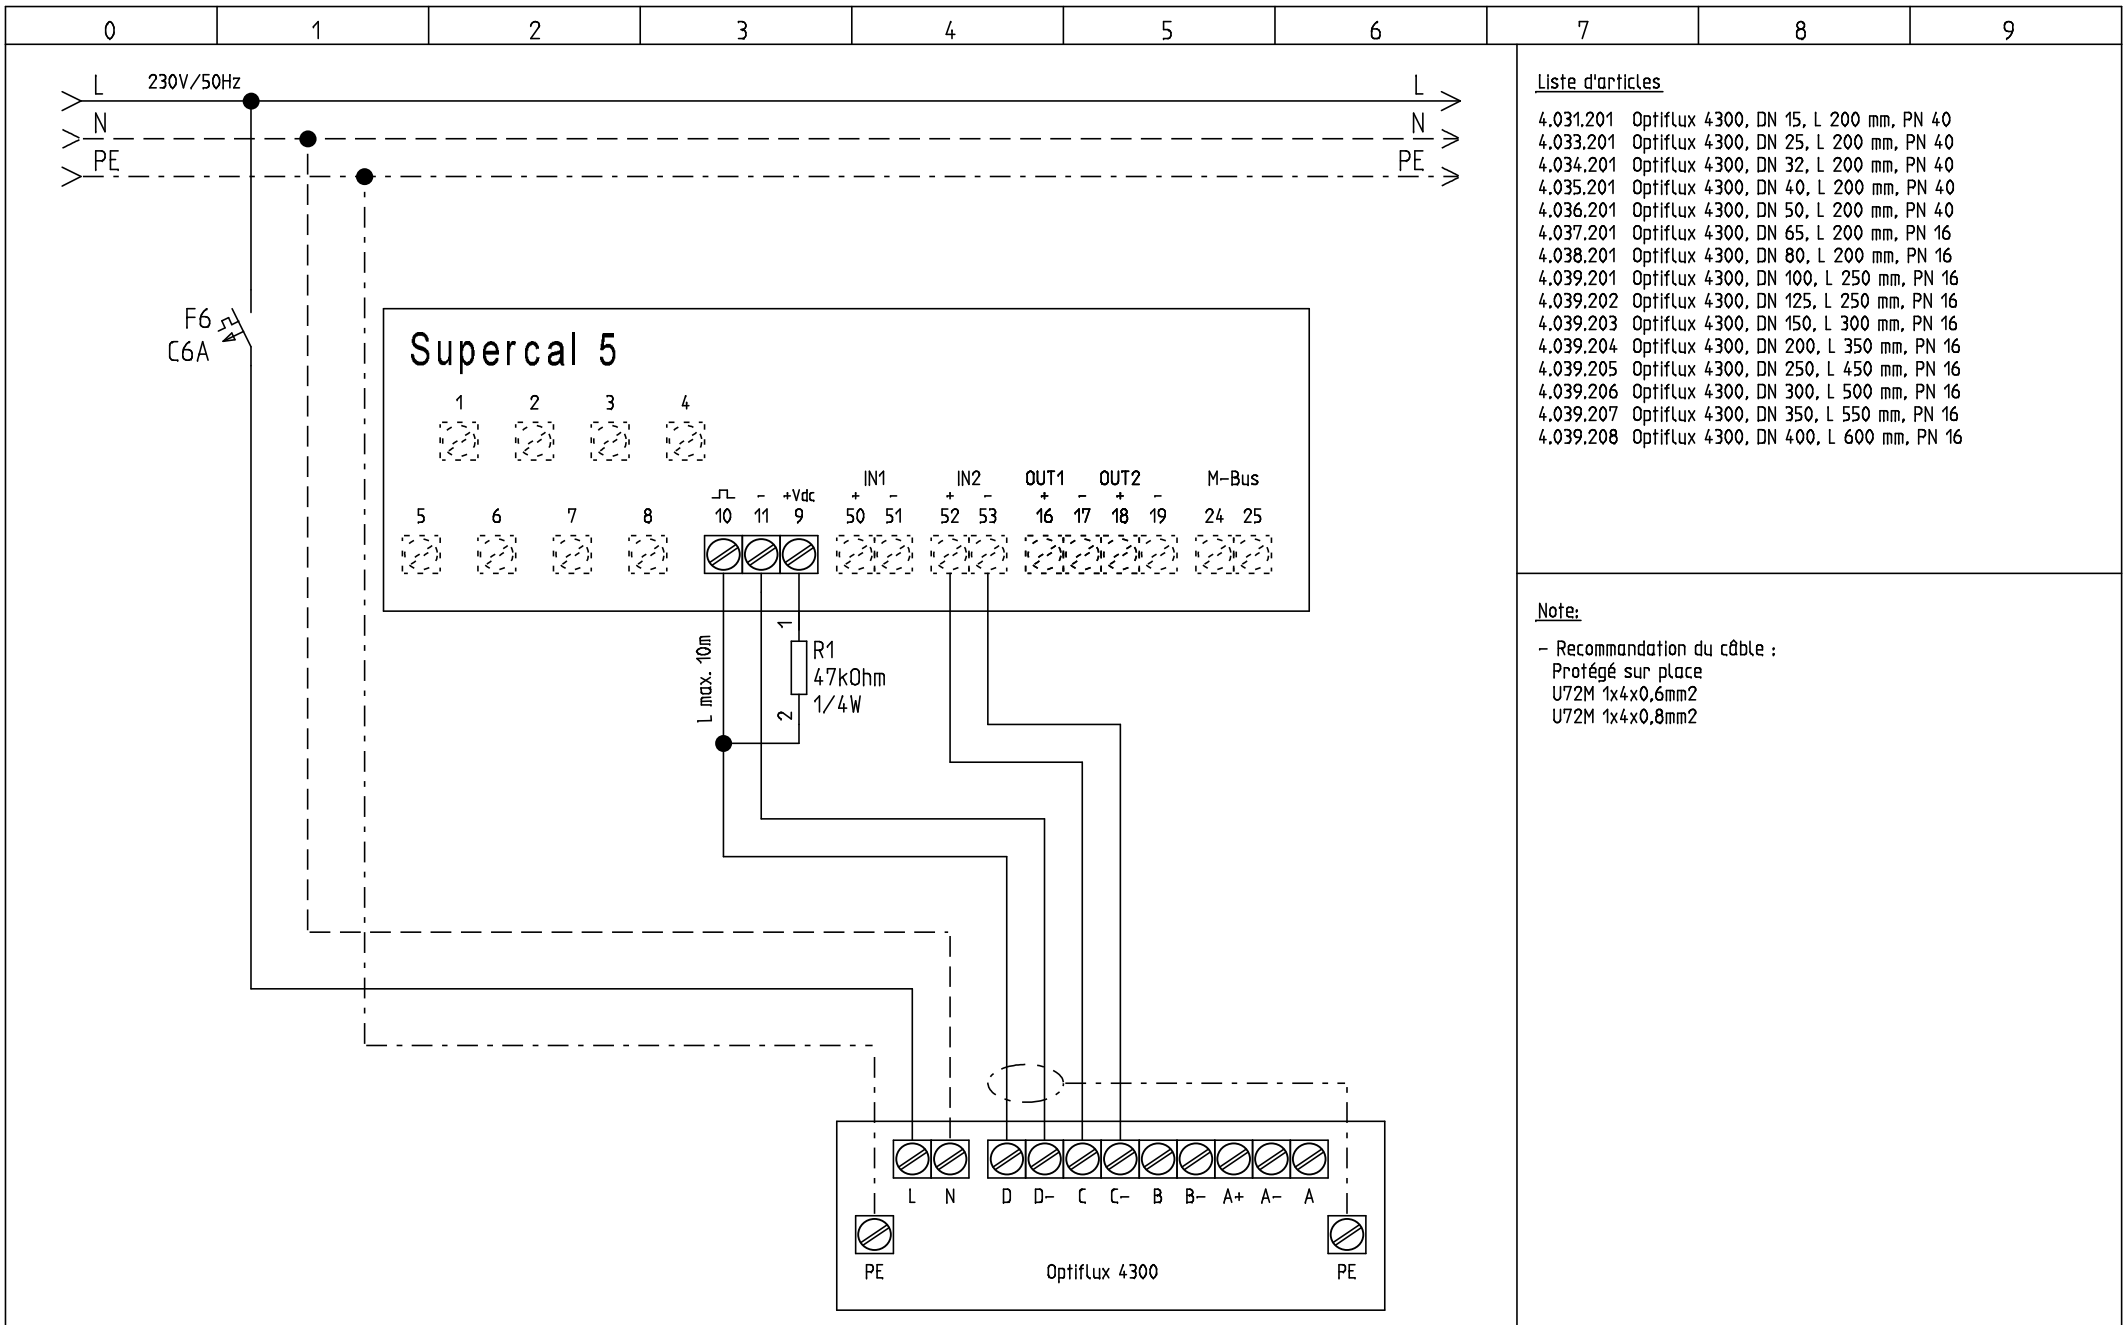 0 1 2 3 4 5 6 7 8 9
L 230V/50Hz L
N N
PE PE
F6
C6A
Supercal 5
1 2 3 4
IN1 IN2 OUT1 OUT2 M-Bus
- +Vdc + - + - + - + -
5 6 7 8 10 11 9 50 51 52 53 16 17 18 19 24 25
L max. 10m
1
R1
47kOhm
1/4W
2
L N D D- C C- B B- A+ A- A
PE Optiflux 4300 PE
Liste d'articles
4.031.201 Optiflux 4300, DN 15, L 200 mm, PN 40
4.033.201 Optiflux 4300, DN 25, L 200 mm, PN 40
4.034.201 Optiflux 4300, DN 32, L 200 mm, PN 40
4.035.201 Optiflux 4300, DN 40, L 200 mm, PN 40
4.036.201 Optiflux 4300, DN 50, L 200 mm, PN 40
4.037.201 Optiflux 4300, DN 65, L 200 mm, PN 16
4.038.201 Optiflux 4300, DN 80, L 200 mm, PN 16
4.039.201 Optiflux 4300, DN 100, L 250 mm, PN 16
4.039.202 Optiflux 4300, DN 125, L 250 mm, PN 16
4.039.203 Optiflux 4300, DN 150, L 300 mm, PN 16
4.039.204 Optiflux 4300, DN 200, L 350 mm, PN 16
4.039.205 Optiflux 4300, DN 250, L 450 mm, PN 16
4.039.206 Optiflux 4300, DN 300, L 500 mm, PN 16
4.039.207 Optiflux 4300, DN 350, L 550 mm, PN 16
4.039.208 Optiflux 4300, DN 400, L 600 mm, PN 16
Note:
- Recommandation du câble :
Protégé sur place
U72M 1x4x0,6mm2
U72M 1x4x0,8mm2